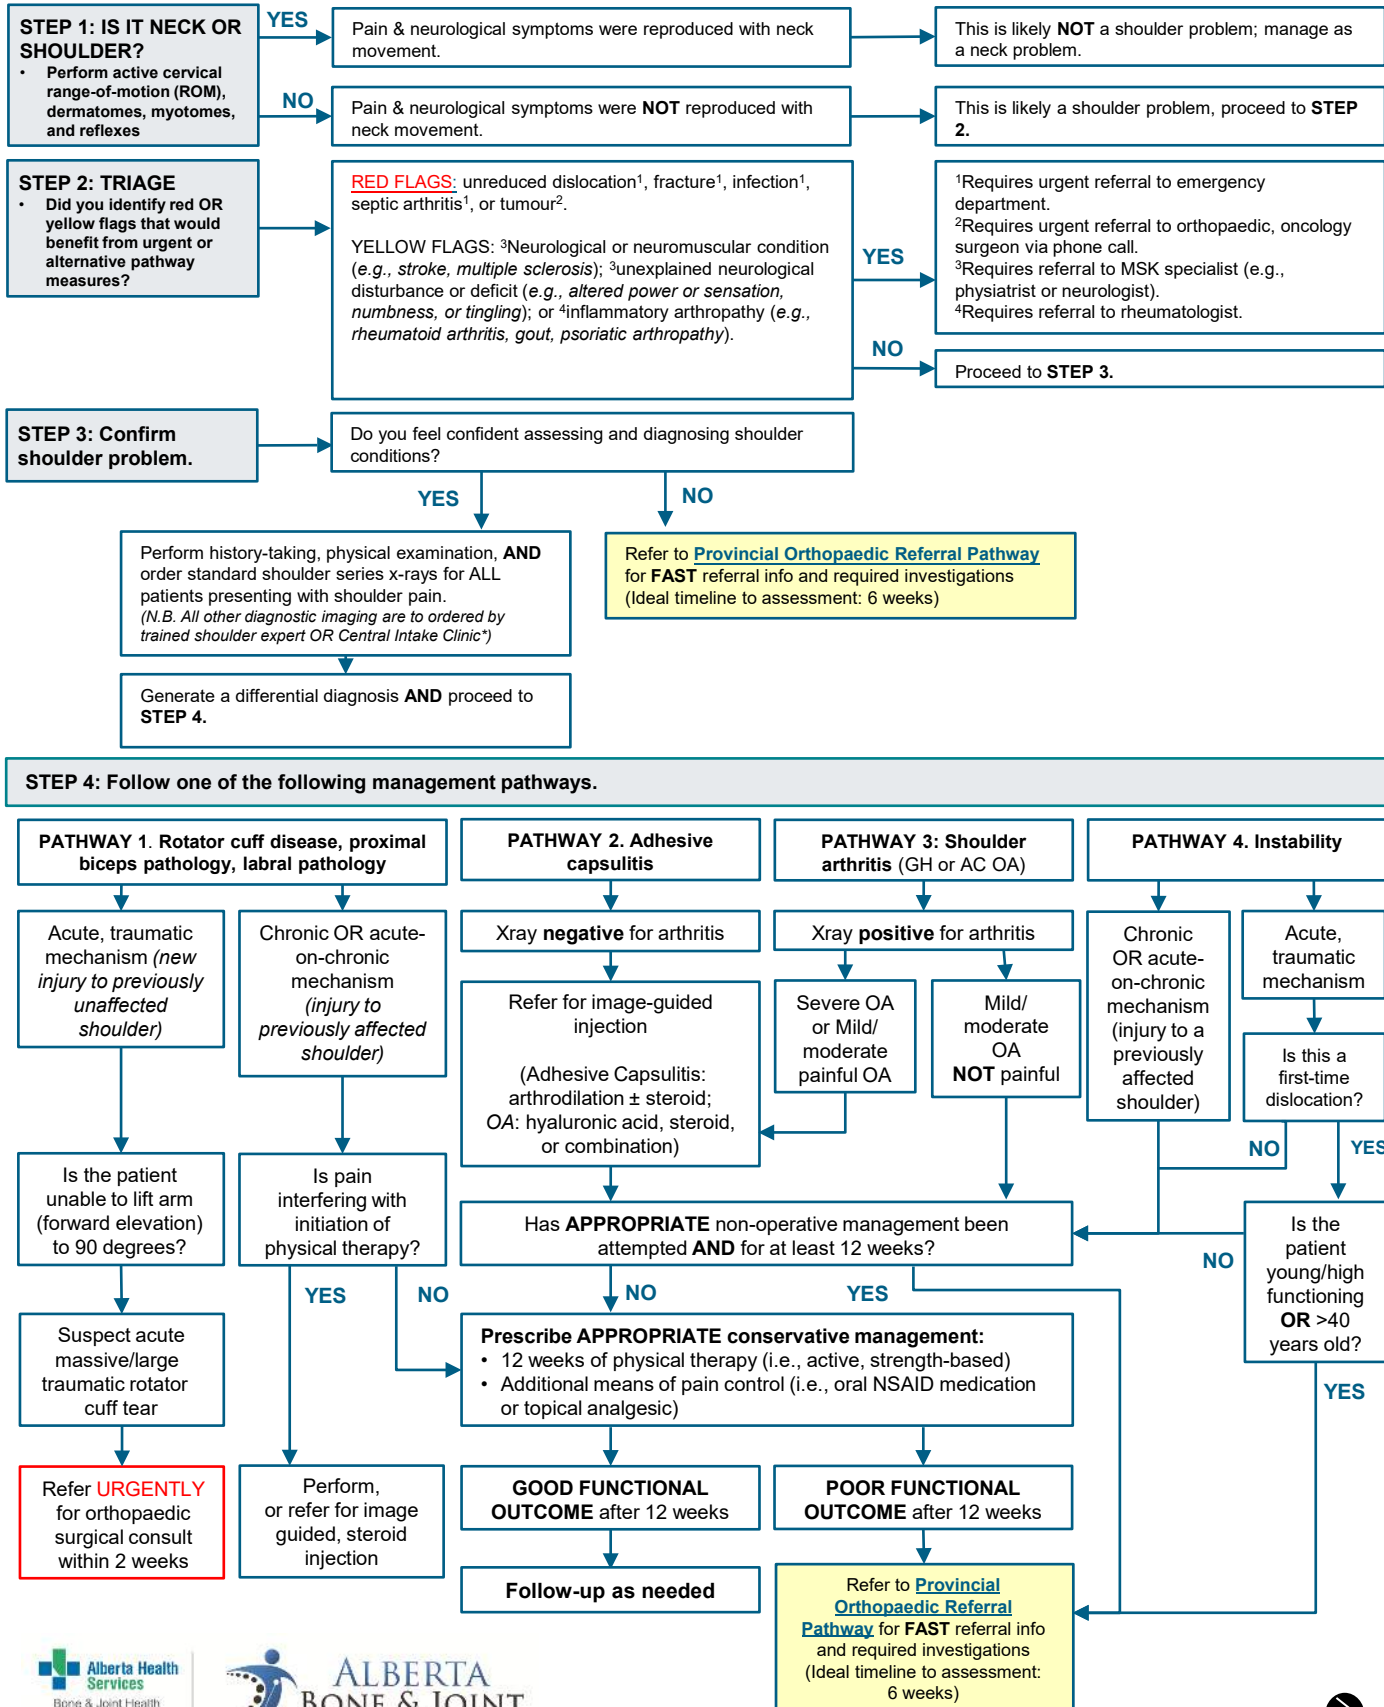 STEP 1: IS IT NECK OR
SHOULDER?
• Perform active cervical
range-of-motion (ROM),
dermatomes, myotomes,
and reflexes
YES
Pain & neurological symptoms were reproduced with neck
movement.
This is likely NOT a shoulder problem; manage as
a neck problem.
NO
Pain & neurological symptoms were NOT reproduced with
neck movement.
This is likely a shoulder problem, proceed to STEP
2.
STEP 2: TRIAGE
• Did you identify red OR
yellow flags that would
benefit from urgent or
alternative pathway
measures?
RED FLAGS: unreduced dislocation¹, fracture¹, infection¹,
septic arthritis¹, or tumour².
YELLOW FLAGS: ³Neurological or neuromuscular condition
(e.g., stroke, multiple sclerosis); ³unexplained neurological
disturbance or deficit (e.g., altered power or sensation,
numbness, or tingling); or ⁴inflammatory arthropathy (e.g.,
rheumatoid arthritis, gout, psoriatic arthropathy).
YES
¹Requires urgent referral to emergency
department.
²Requires urgent referral to orthopaedic, oncology
surgeon via phone call.
³Requires referral to MSK specialist (e.g.,
physiatrist or neurologist).
⁴Requires referral to rheumatologist.
NO
Proceed to STEP 3.
STEP 3: Confirm
shoulder problem.
Do you feel confident assessing and diagnosing shoulder
conditions?
YES
NO
Perform history-taking, physical examination, AND
order standard shoulder series x-rays for ALL
patients presenting with shoulder pain.
(N.B. All other diagnostic imaging are to ordered by
trained shoulder expert OR Central Intake Clinic*)
Refer to Provincial Orthopaedic Referral Pathway
for FAST referral info and required investigations
(Ideal timeline to assessment: 6 weeks)
Generate a differential diagnosis AND proceed to
STEP 4.
STEP 4: Follow one of the following management pathways.
PATHWAY 1. Rotator cuff disease, proximal
biceps pathology, labral pathology
PATHWAY 2. Adhesive
capsulitis
PATHWAY 3: Shoulder
arthritis (GH or AC OA)
PATHWAY 4. Instability
Acute, traumatic
mechanism (new
injury to previously
unaffected
shoulder)
Chronic OR acute-
on-chronic
mechanism
(injury to
previously affected
shoulder)
Xray negative for arthritis
Xray positive for arthritis
Chronic
OR acute-
on-chronic
mechanism
(injury to a
previously
affected
shoulder)
Acute,
traumatic
mechanism
Refer for image-guided
injection
(Adhesive Capsulitis:
arthrodilation ± steroid;
OA: hyaluronic acid, steroid,
or combination)
Severe OA
or Mild/
moderate
painful OA
Mild/
moderate
OA
NOT painful
Is this a
first-time
dislocation?
NO
YES
Is the patient
unable to lift arm
(forward elevation)
to 90 degrees?
Is pain
interfering with
initiation of
physical therapy?
Has APPROPRIATE non-operative management been
attempted AND for at least 12 weeks?
Is the
patient
young/high
functioning
OR >40
years old?
NO
YES
NO
NO
YES
YES
Suspect acute
massive/large
traumatic rotator
cuff tear
Prescribe APPROPRIATE conservative management:
• 12 weeks of physical therapy (i.e., active, strength-based)
• Additional means of pain control (i.e., oral NSAID medication
or topical analgesic)
Refer URGENTLY
for orthopaedic
surgical consult
within 2 weeks
Perform,
or refer for image
guided, steroid
injection
GOOD FUNCTIONAL
OUTCOME after 12 weeks
POOR FUNCTIONAL
OUTCOME after 12 weeks
Follow-up as needed
Refer to Provincial
Orthopaedic Referral
Pathway for FAST referral info
and required investigations
(Ideal timeline to assessment:
6 weeks)
Alberta Health
Services
Bone & Joint Health
ALBERTA
BONE & JOINT